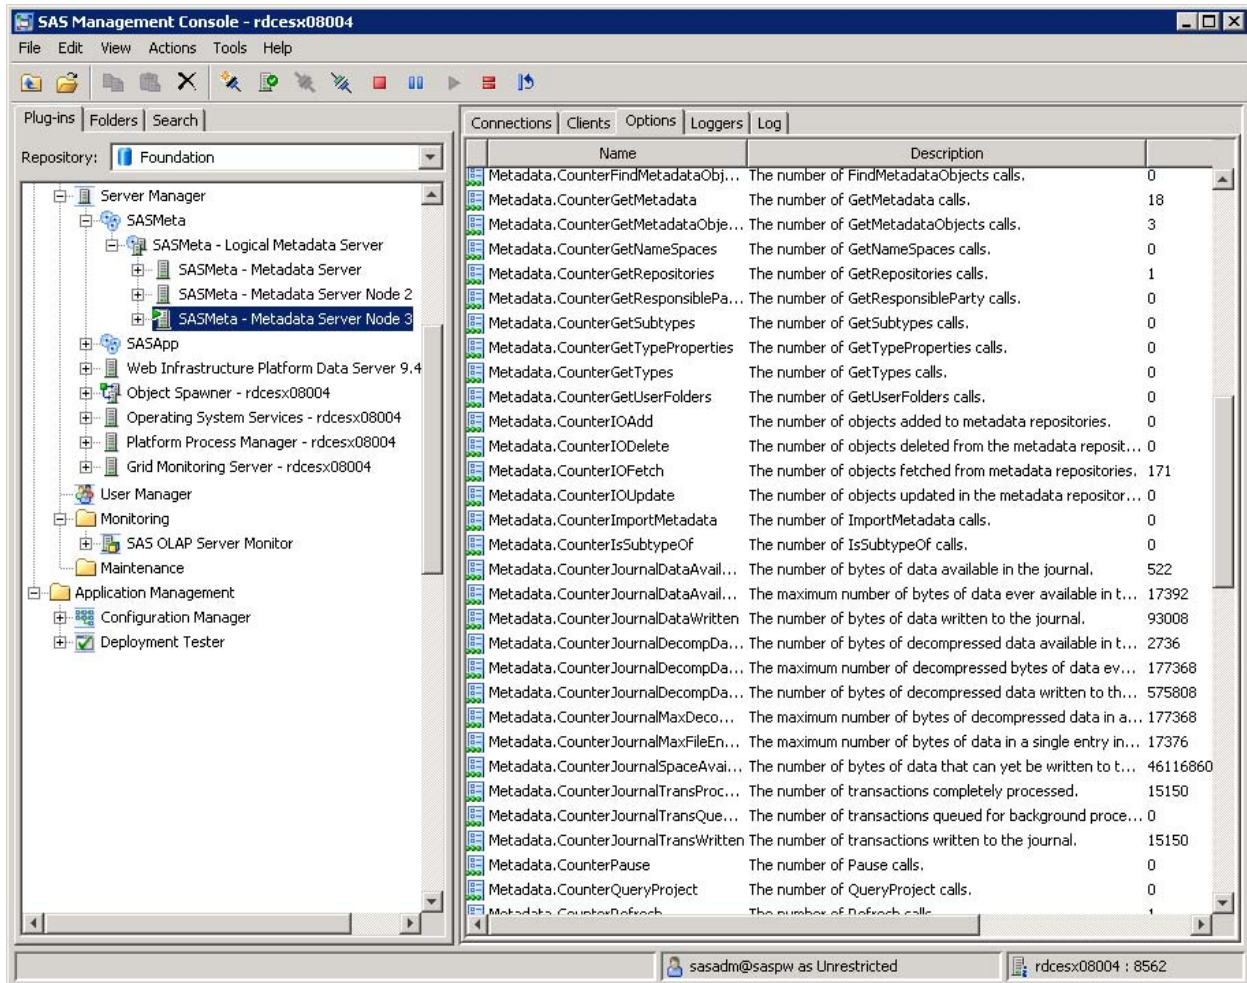 SAS Management Console - rdcesx08004
File Edit View Actions Tools Help
Plug-ins Folders Search
Repository: Foundation
Server Manager
SASMeta
SASMeta - Logical Metadata Server
SASMeta - Metadata Server
SASMeta - Metadata Server Node 2
SASMeta - Metadata Server Node 3
SASApp
Web Infrastructure Platform Data Server 9.4
Object Spawner - rdcesx08004
Operating System Services - rdcesx08004
Platform Process Manager - rdcesx08004
Grid Monitoring Server - rdcesx08004
User Manager
Monitoring
SAS OLAP Server Monitor
Maintenance
Application Management
Configuration Manager
Deployment Tester
Connections Clients Options Loggers Log
Name Description
Metadata.CounterFindMetadataObj... The number of FindMetadataObjects calls. 0
Metadata.CounterGetMetadata The number of GetMetadata calls. 18
Metadata.CounterGetMetadataObje... The number of GetMetadataObjects calls. 3
Metadata.CounterGetNameSpaces The number of GetNameSpaces calls. 0
Metadata.CounterGetRepositories The number of GetRepositories calls. 1
Metadata.CounterGetResponsiblePa... The number of GetResponsibleParty calls. 0
Metadata.CounterGetSubtypes The number of GetSubtypes calls. 0
Metadata.CounterGetTypeProperties The number of GetTypeProperties calls. 0
Metadata.CounterGetTypes The number of GetTypes calls. 0
Metadata.CounterGetUserFolders The number of GetUserFolders calls. 0
Metadata.CounterIOAdd The number of objects added to metadata repositories. 0
Metadata.CounterIODelete The number of objects deleted from the metadata reposit... 0
Metadata.CounterIOFetch The number of objects fetched from metadata repositories. 171
Metadata.CounterIOUpdate The number of objects updated in the metadata repositor... 0
Metadata.CounterImportMetadata The number of ImportMetadata calls. 0
Metadata.CounterIsSubtypeOf The number of IsSubtypeOf calls. 0
Metadata.CounterJournalDataAvail... The number of bytes of data available in the journal. 522
Metadata.CounterJournalDataAvail... The maximum number of bytes of data ever available in t... 17392
Metadata.CounterJournalDataWritten The number of bytes of data written to the journal. 93008
Metadata.CounterJournalDecompDa... The number of bytes of decompressed data available in t... 2736
Metadata.CounterJournalDecompDa... The maximum number of decompressed bytes of data ev... 177368
Metadata.CounterJournalDecompDa... The number of bytes of decompressed data written to th... 575808
Metadata.CounterJournalMaxDeco... The maximum number of bytes of decompressed data in a... 177368
Metadata.CounterJournalMaxFileEn... The maximum number of bytes of data in a single entry in... 17376
Metadata.CounterJournalSpaceAvai... The number of bytes of data that can yet be written to t... 46116860
Metadata.CounterJournalTransProc... The number of transactions completely processed. 15150
Metadata.CounterJournalTransQue... The number of transactions queued for background proce... 0
Metadata.CounterJournalTransWritten The number of transactions written to the journal. 15150
Metadata.CounterPause The number of Pause calls. 0
Metadata.CounterQueryProject The number of QueryProject calls. 0
Metadata.CounterRefresh The number of Refresh calls 1
sasadm@saspw as Unrestricted
rdcesx08004 : 8562